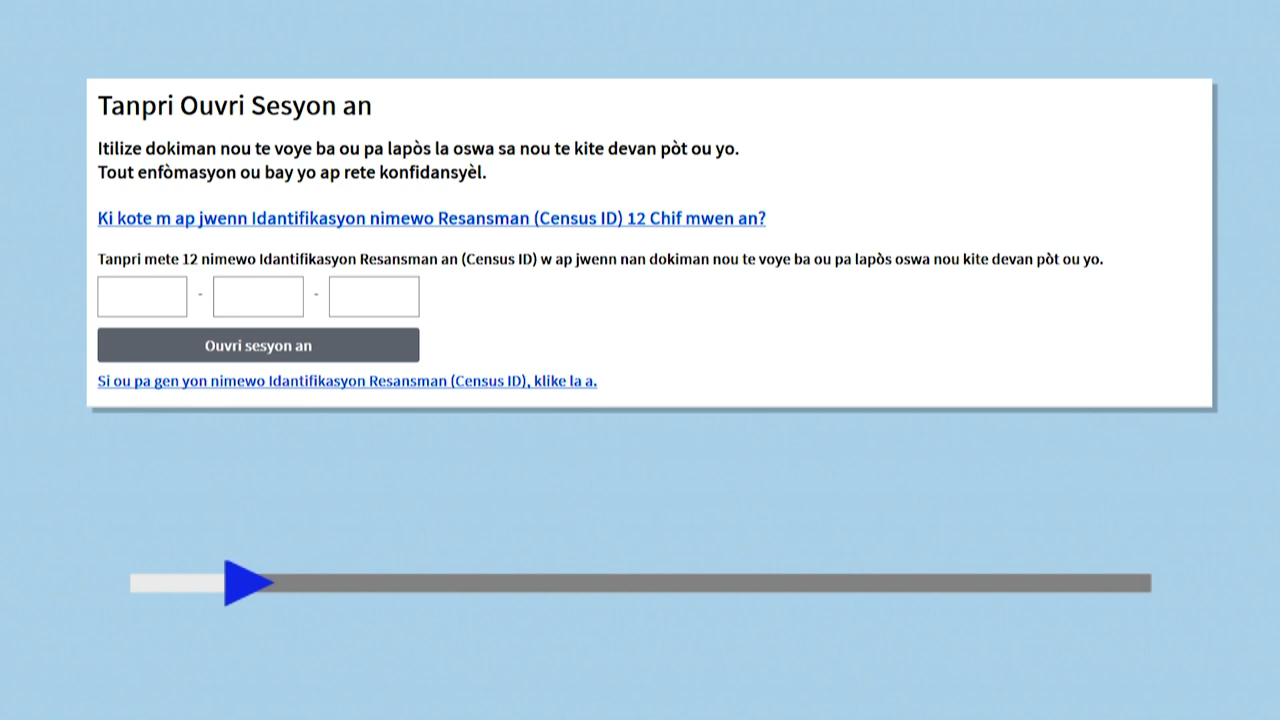 Tanpri Ouvri Sesyon an
Itilize dokiman nou te voye ba ou pa lapòs la oswa sa nou te kite devan pòt ou yo.
Tout enfòmasyon ou bay yo ap rete konfidansyèl.
Ki kote m ap jwenn Idantifikasyon nimewo Resansman (Census ID) 12 Chif mwen an?
Tanpri mete 12 nimewo Idantifikasyon Resansman an (Census ID) w ap jwenn nan dokiman nou te voye ba ou pa lapòs oswa nou kite devan pòt ou yo.
- -
Ouvri sesyon an
Si ou pa gen yon nimewo Idantifikasyon Resansman (Census ID), klike la a.